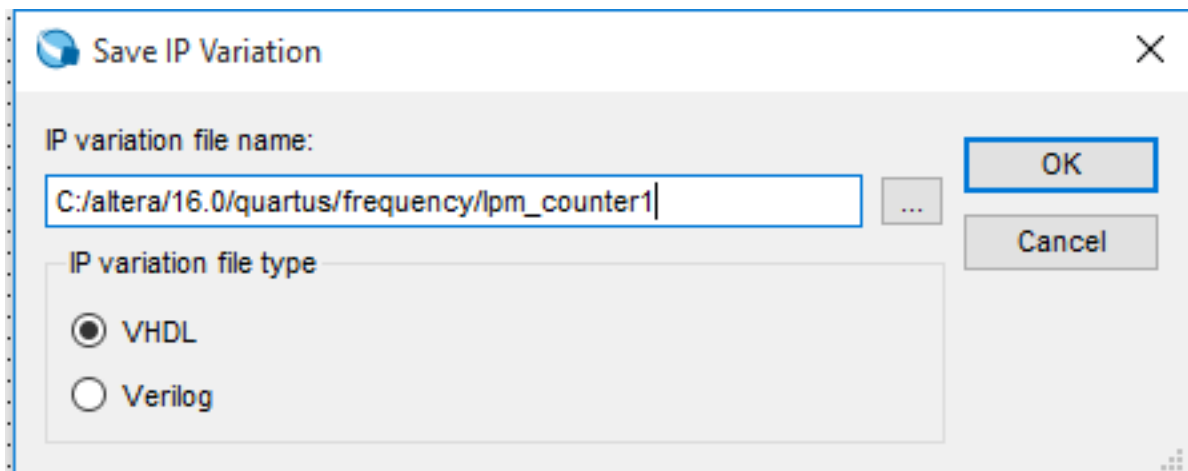 Save IP Variation
IP variation file name:
C:/altera/16.0/quartus/frequency/lpm_counter1
...
OK
Cancel
IP variation file type
VHDL
Verilog